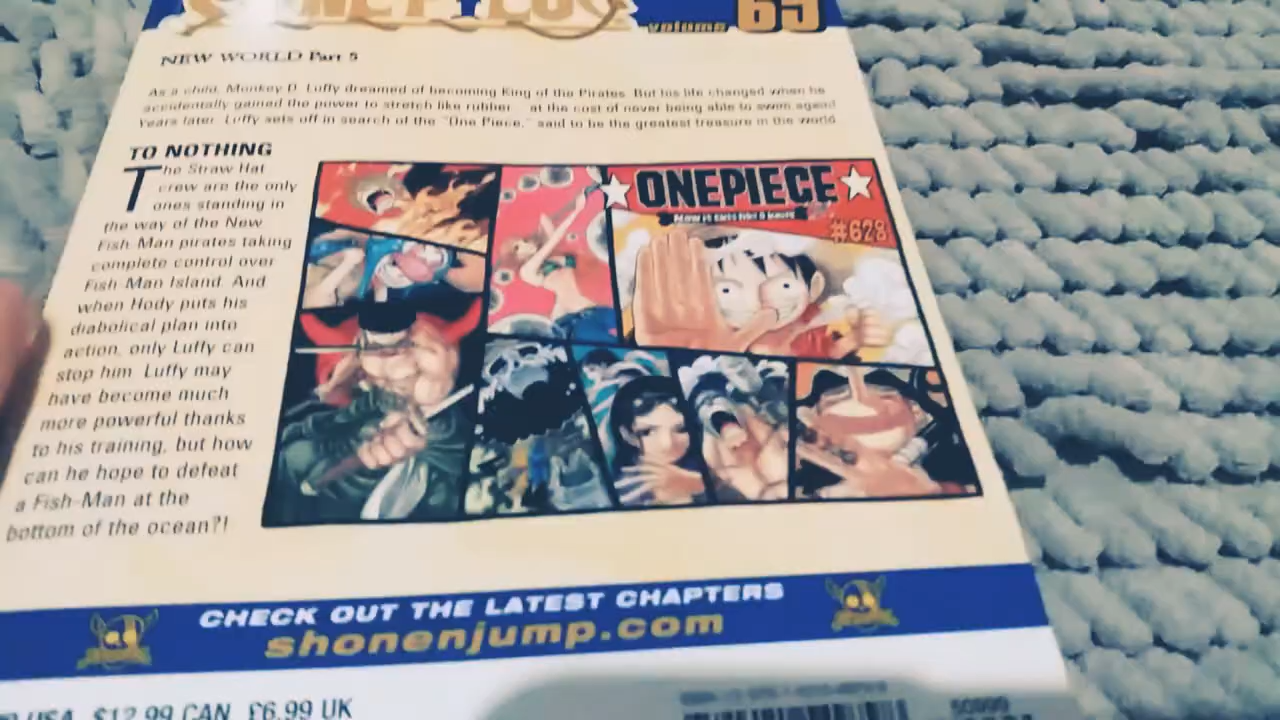 volume 65
NEW WORLD Part 5
As a child, Monkey D. Luffy dreamed of becoming King of the Pirates. But his life changed when he
accidentally gained the power to stretch like rubber... at the cost of never being able to swim again!
Years later, Luffy sets off in search of the "One Piece," said to be the greatest treasure in the world...
TO NOTHING
The Straw Hat
crew are the only
ones standing in
the way of the New
Fish-Man pirates taking
complete control over
Fish-Man Island. And
when Hody puts his
diabolical plan into
action, only Luffy can
stop him. Luffy may
have become much
more powerful thanks
to his training, but how
can he hope to defeat
a Fish-Man at the
bottom of the ocean?!
ONEPIECE
#628
CHECK OUT THE LATEST CHAPTERS
shonenjump.com
USA $12.99 CAN £6.99 UK